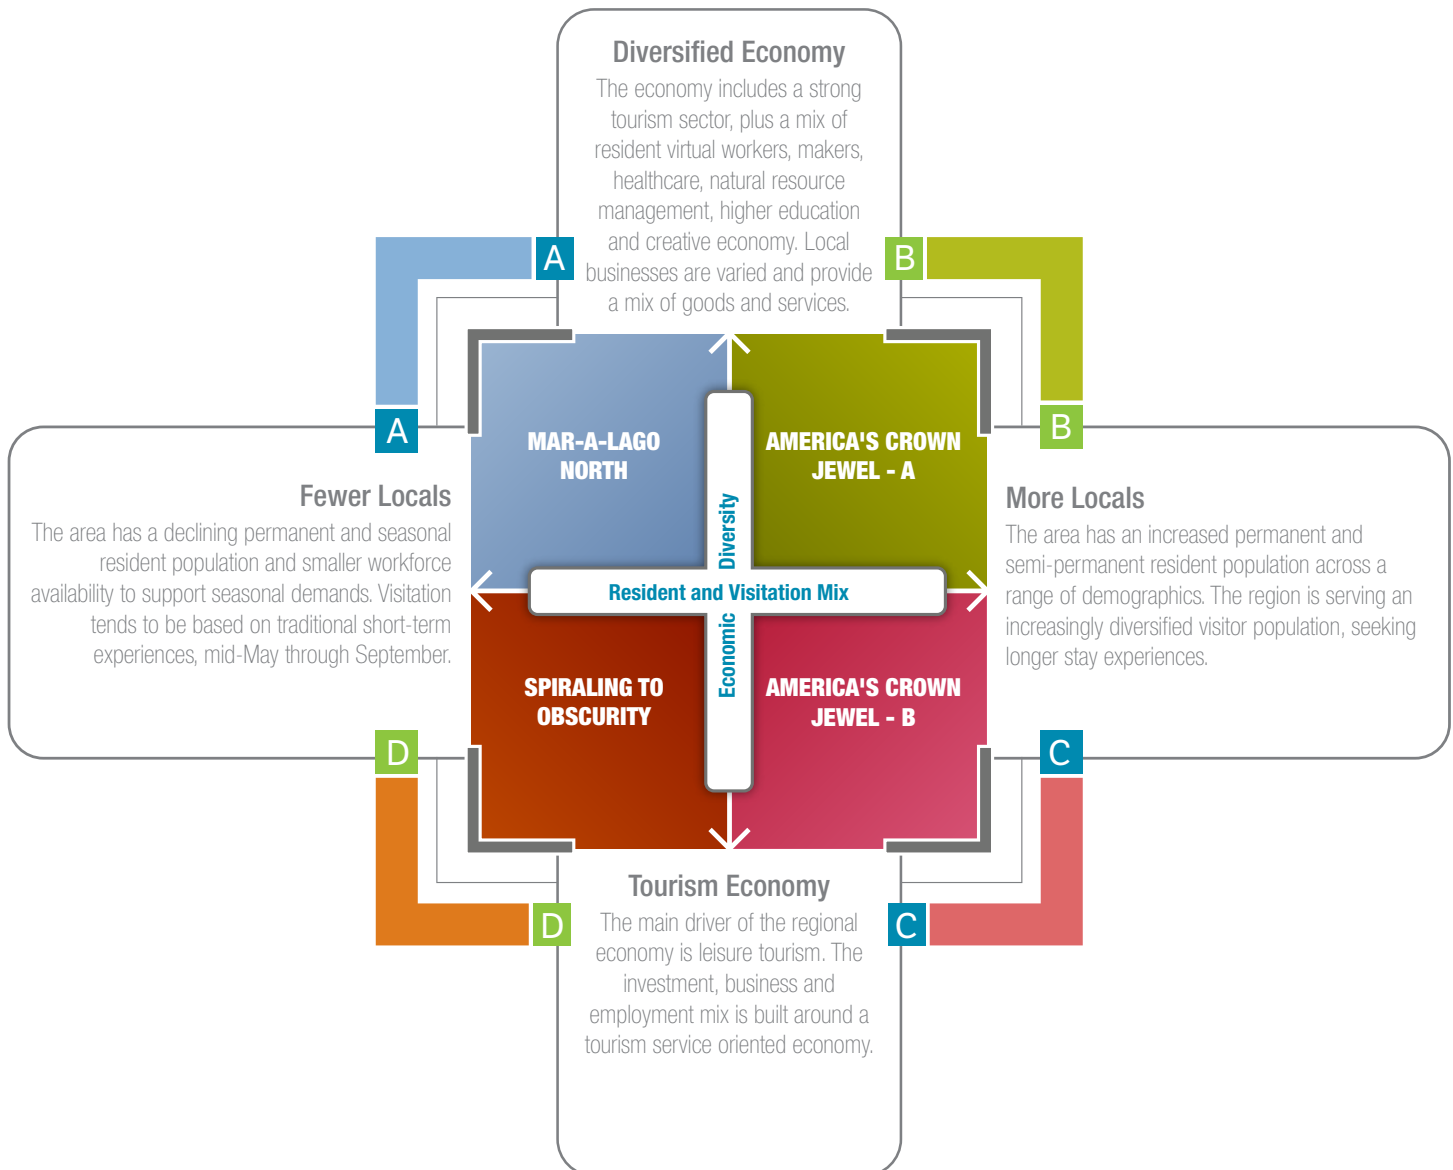 Diversified Economy
The economy includes a strong
tourism sector, plus a mix of
resident virtual workers, makers,
healthcare, natural resource
management, higher education
and creative economy. Local
businesses are varied and provide
a mix of goods and services.
A
B
A
B
MAR-A-LAGO
NORTH
AMERICA'S CROWN
JEWEL - A
Fewer Locals
The area has a declining permanent and seasonal
resident population and smaller workforce
availability to support seasonal demands. Visitation
tends to be based on traditional short-term
experiences, mid-May through September.
Economic Diversity
Resident and Visitation Mix
More Locals
The area has an increased permanent and
semi-permanent resident population across a
range of demographics. The region is serving an
increasingly diversified visitor population, seeking
longer stay experiences.
SPIRALING TO
OBSCURITY
AMERICA'S CROWN
JEWEL - B
D
C
D
C
Tourism Economy
The main driver of the regional
economy is leisure tourism. The
investment, business and
employment mix is built around a
tourism service oriented economy.